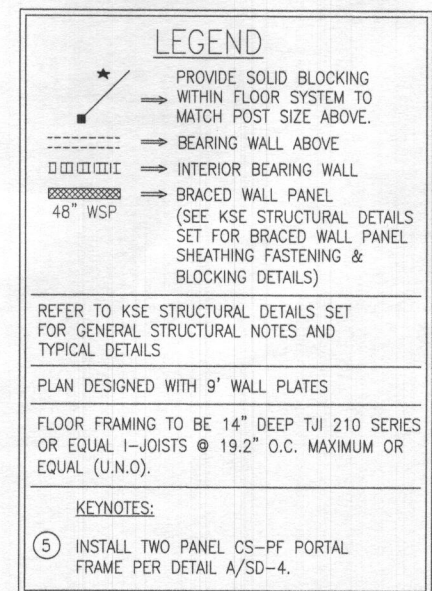 LEGEND
PROVIDE SOLID BLOCKING
WITHIN FLOOR SYSTEM TO
MATCH POST SIZE ABOVE.
BEARING WALL ABOVE
INTERIOR BEARING WALL
BRACED WALL PANEL
48" WSP
(SEE KSE STRUCTURAL DETAILS
SET FOR BRACED WALL PANEL
SHEATHING FASTENING &
BLOCKING DETAILS)
REFER TO KSE STRUCTURAL DETAILS SET
FOR GENERAL STRUCTURAL NOTES AND
TYPICAL DETAILS
PLAN DESIGNED WITH 9' WALL PLATES
FLOOR FRAMING TO BE 14" DEEP TJI 210 SERIES
OR EQUAL I-JOISTS @ 19.2" O.C. MAXIMUM OR
EQUAL (U.N.O).
KEYNOTES:
5 INSTALL TWO PANEL CS-PF PORTAL
FRAME PER DETAIL A/SD-4.